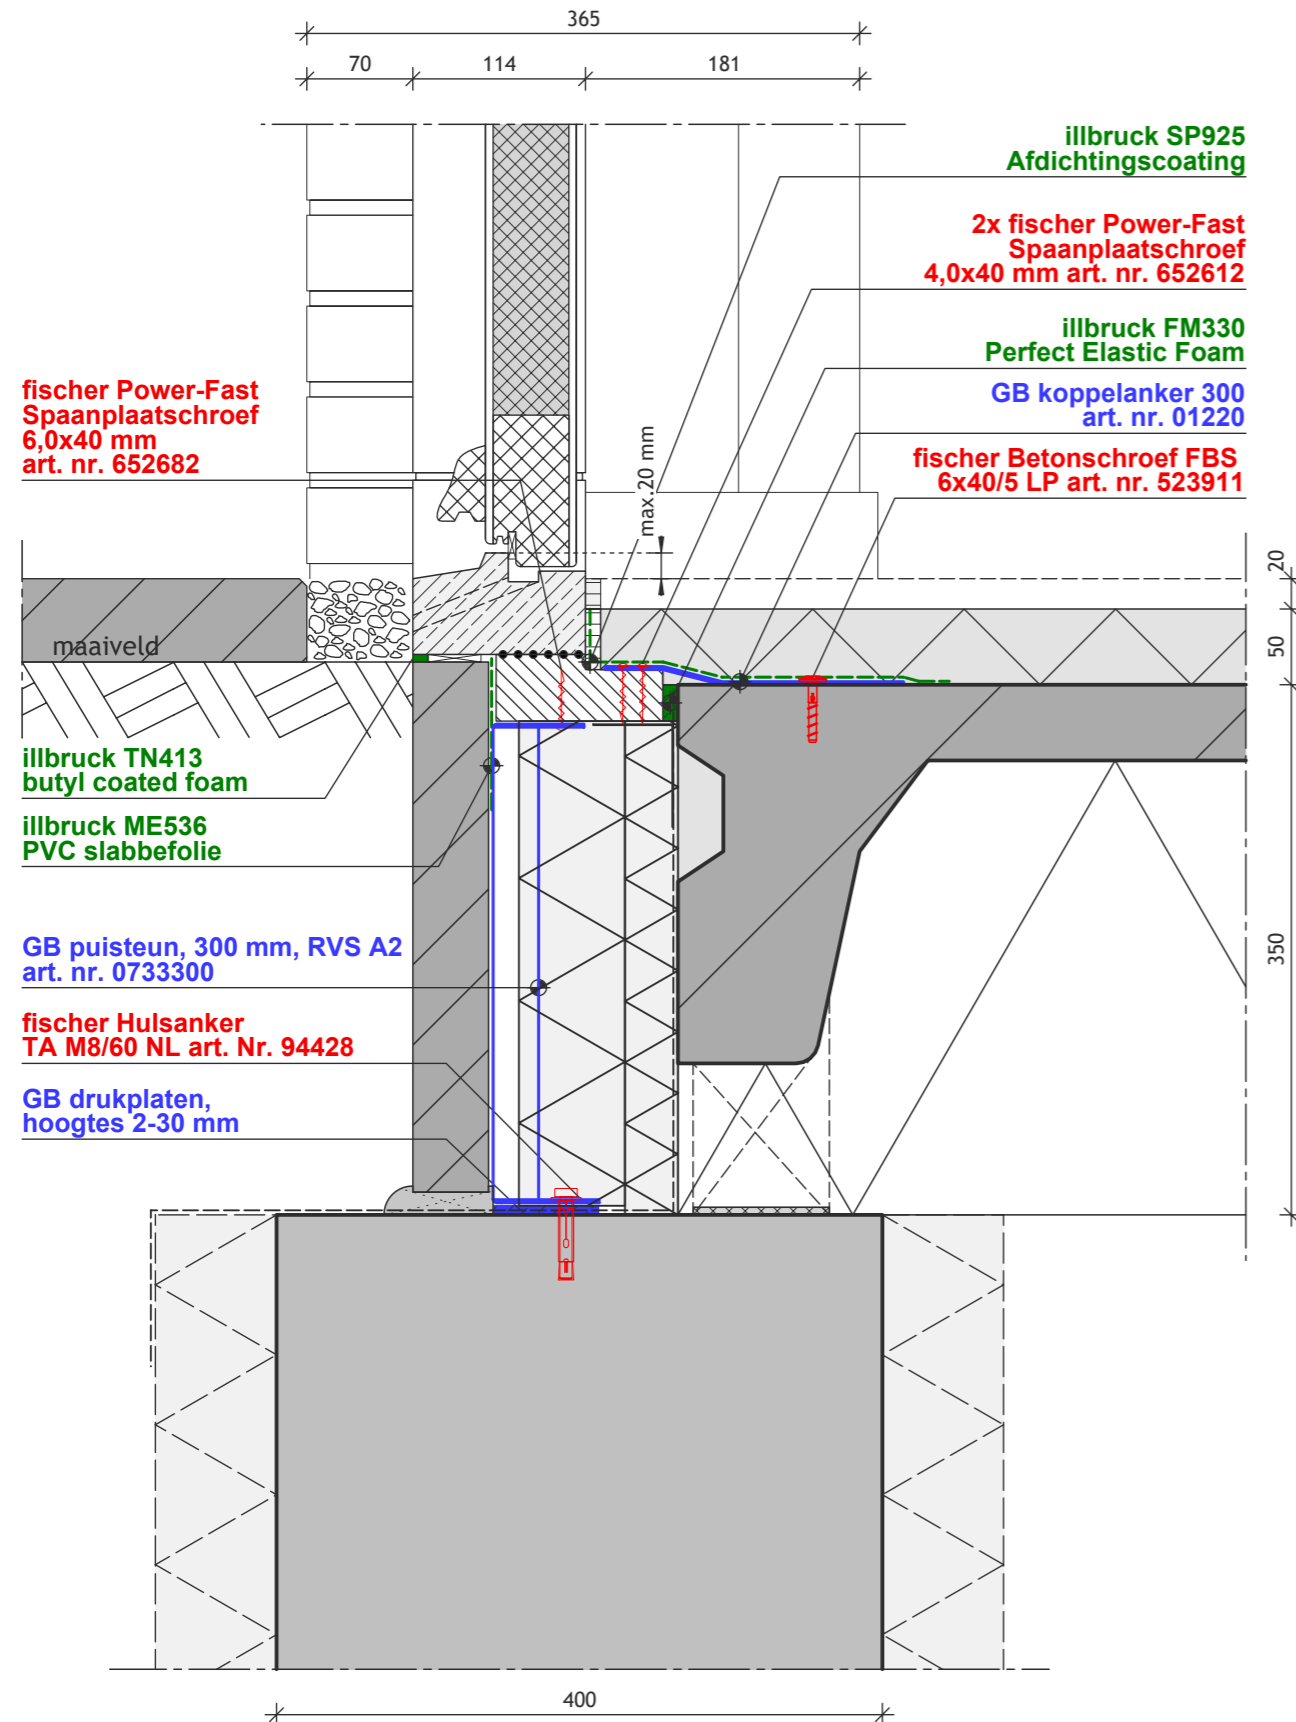 365
70
114
181
illbruck SP925
Afdichtingscoating
2x fischer Power-Fast
Spaanplaatschroef
4,0x40 mm art. nr. 652612
illbruck FM330
Perfect Elastic Foam
GB koppelanker 300
art. nr. 01220
fischer Betonschroef FBS
6x40/5 LP art. nr. 523911
fischer Power-Fast
Spaanplaatschroef
6,0x40 mm
art. nr. 652682
max.20 mm
20
50
350
maaiveld
illbruck TN413
butyl coated foam
illbruck ME536
PVC slabbefolie
GB puisteun, 300 mm, RVS A2
art. nr. 0733300
fischer Hulsanker
TA M8/60 NL art. Nr. 94428
GB drukplaten,
hoogtes 2-30 mm
400